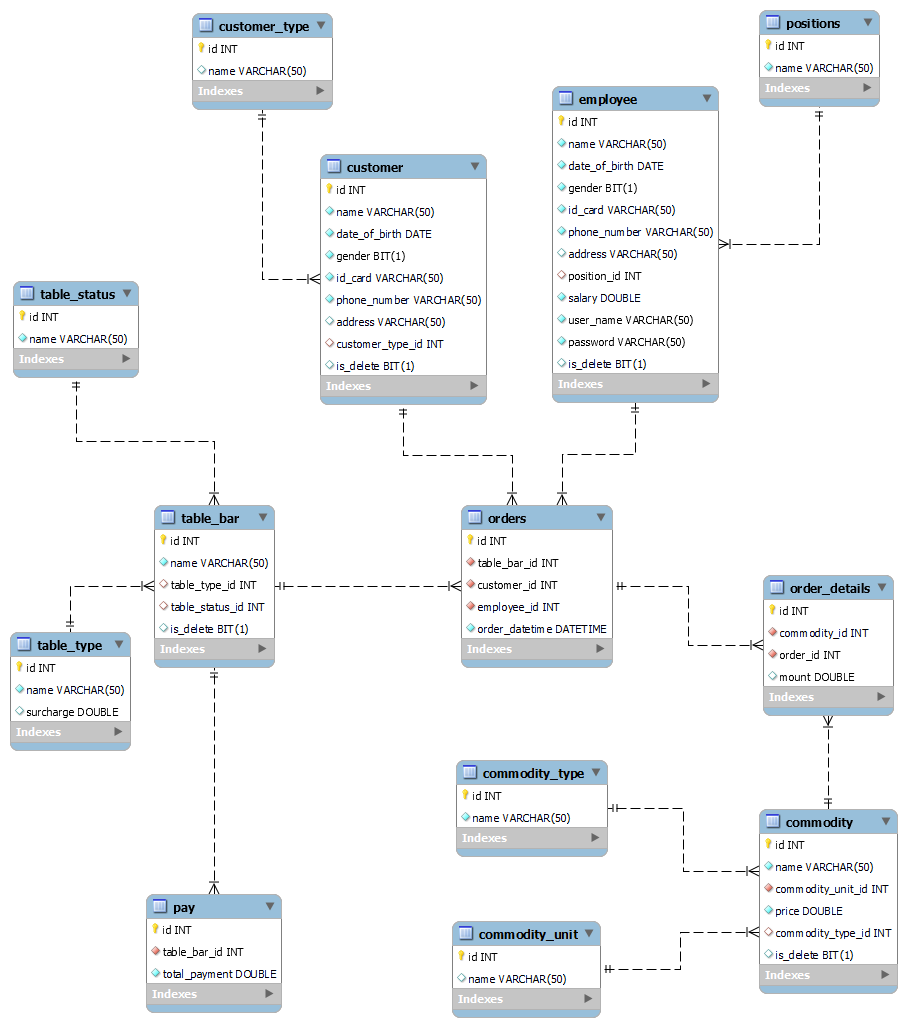 customer_type
id INT
name VARCHAR(50)
Indexes
positions
id INT
name VARCHAR(50)
Indexes
employee
id INT
name VARCHAR(50)
date_of_birth DATE
gender BIT(1)
id_card VARCHAR(50)
phone_number VARCHAR(50)
address VARCHAR(50)
position_id INT
salary DOUBLE
user_name VARCHAR(50)
password VARCHAR(50)
is_delete BIT(1)
Indexes
customer
id INT
name VARCHAR(50)
date_of_birth DATE
gender BIT(1)
id_card VARCHAR(50)
phone_number VARCHAR(50)
address VARCHAR(50)
customer_type_id INT
is_delete BIT(1)
Indexes
table_status
id INT
name VARCHAR(50)
Indexes
table_bar
id INT
name VARCHAR(50)
table_type_id INT
table_status_id INT
is_delete BIT(1)
Indexes
orders
id INT
table_bar_id INT
customer_id INT
employee_id INT
order_datetime DATETIME
Indexes
order_details
id INT
commodity_id INT
order_id INT
mount DOUBLE
Indexes
table_type
id INT
name VARCHAR(50)
surcharge DOUBLE
Indexes
commodity_type
id INT
name VARCHAR(50)
Indexes
commodity
id INT
name VARCHAR(50)
commodity_unit_id INT
price DOUBLE
commodity_type_id INT
is_delete BIT(1)
Indexes
pay
id INT
table_bar_id INT
total_payment DOUBLE
Indexes
commodity_unit
id INT
name VARCHAR(50)
Indexes